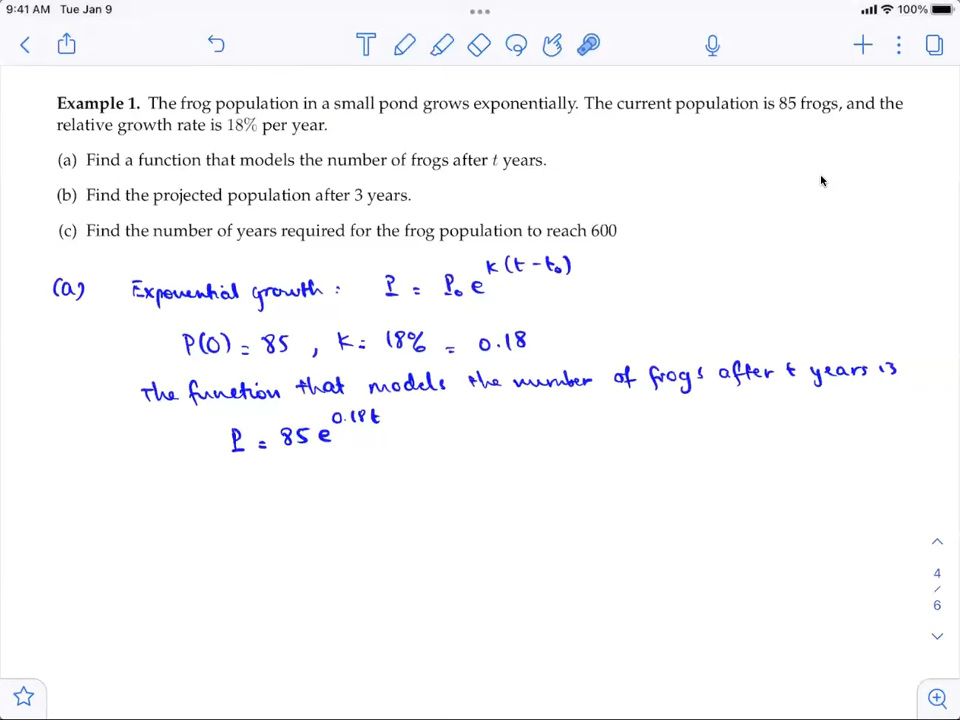 9:41 AM Tue Jan 9
100%
Example 1. The frog population in a small pond grows exponentially. The current population is 85 frogs, and the
relative growth rate is 18% per year.
(a) Find a function that models the number of frogs after t years.
(b) Find the projected population after 3 years.
(c) Find the number of years required for the frog population to reach 600
(a) Exponential growth : P = P₀ e^{k(t-t₀)}
P(0) = 85 , K = 18% = 0.18
The function that models the number of frogs after t years is
P = 85 e^{0.18t}
4
/
6